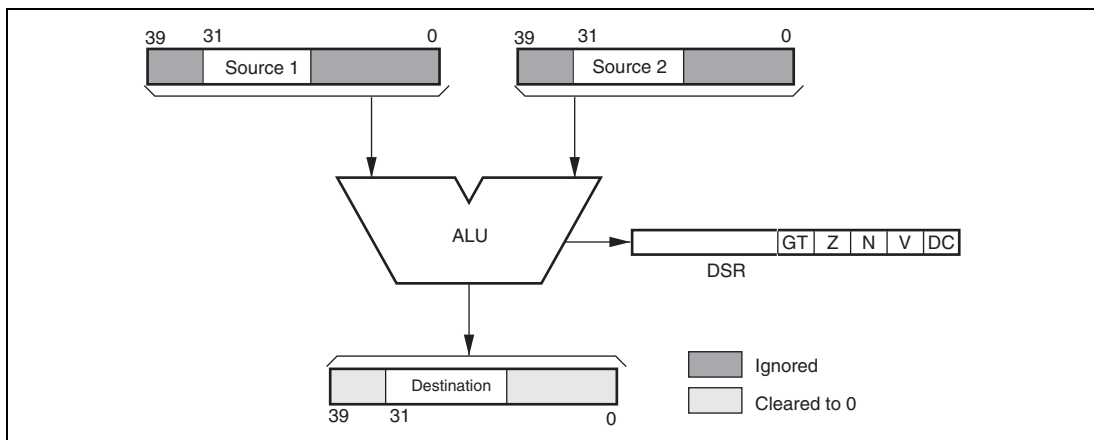 39 31 0
Source 1
39 31 0
Source 2
ALU
GT Z N V DC
DSR
Destination
39 31 0
Ignored
Cleared to 0